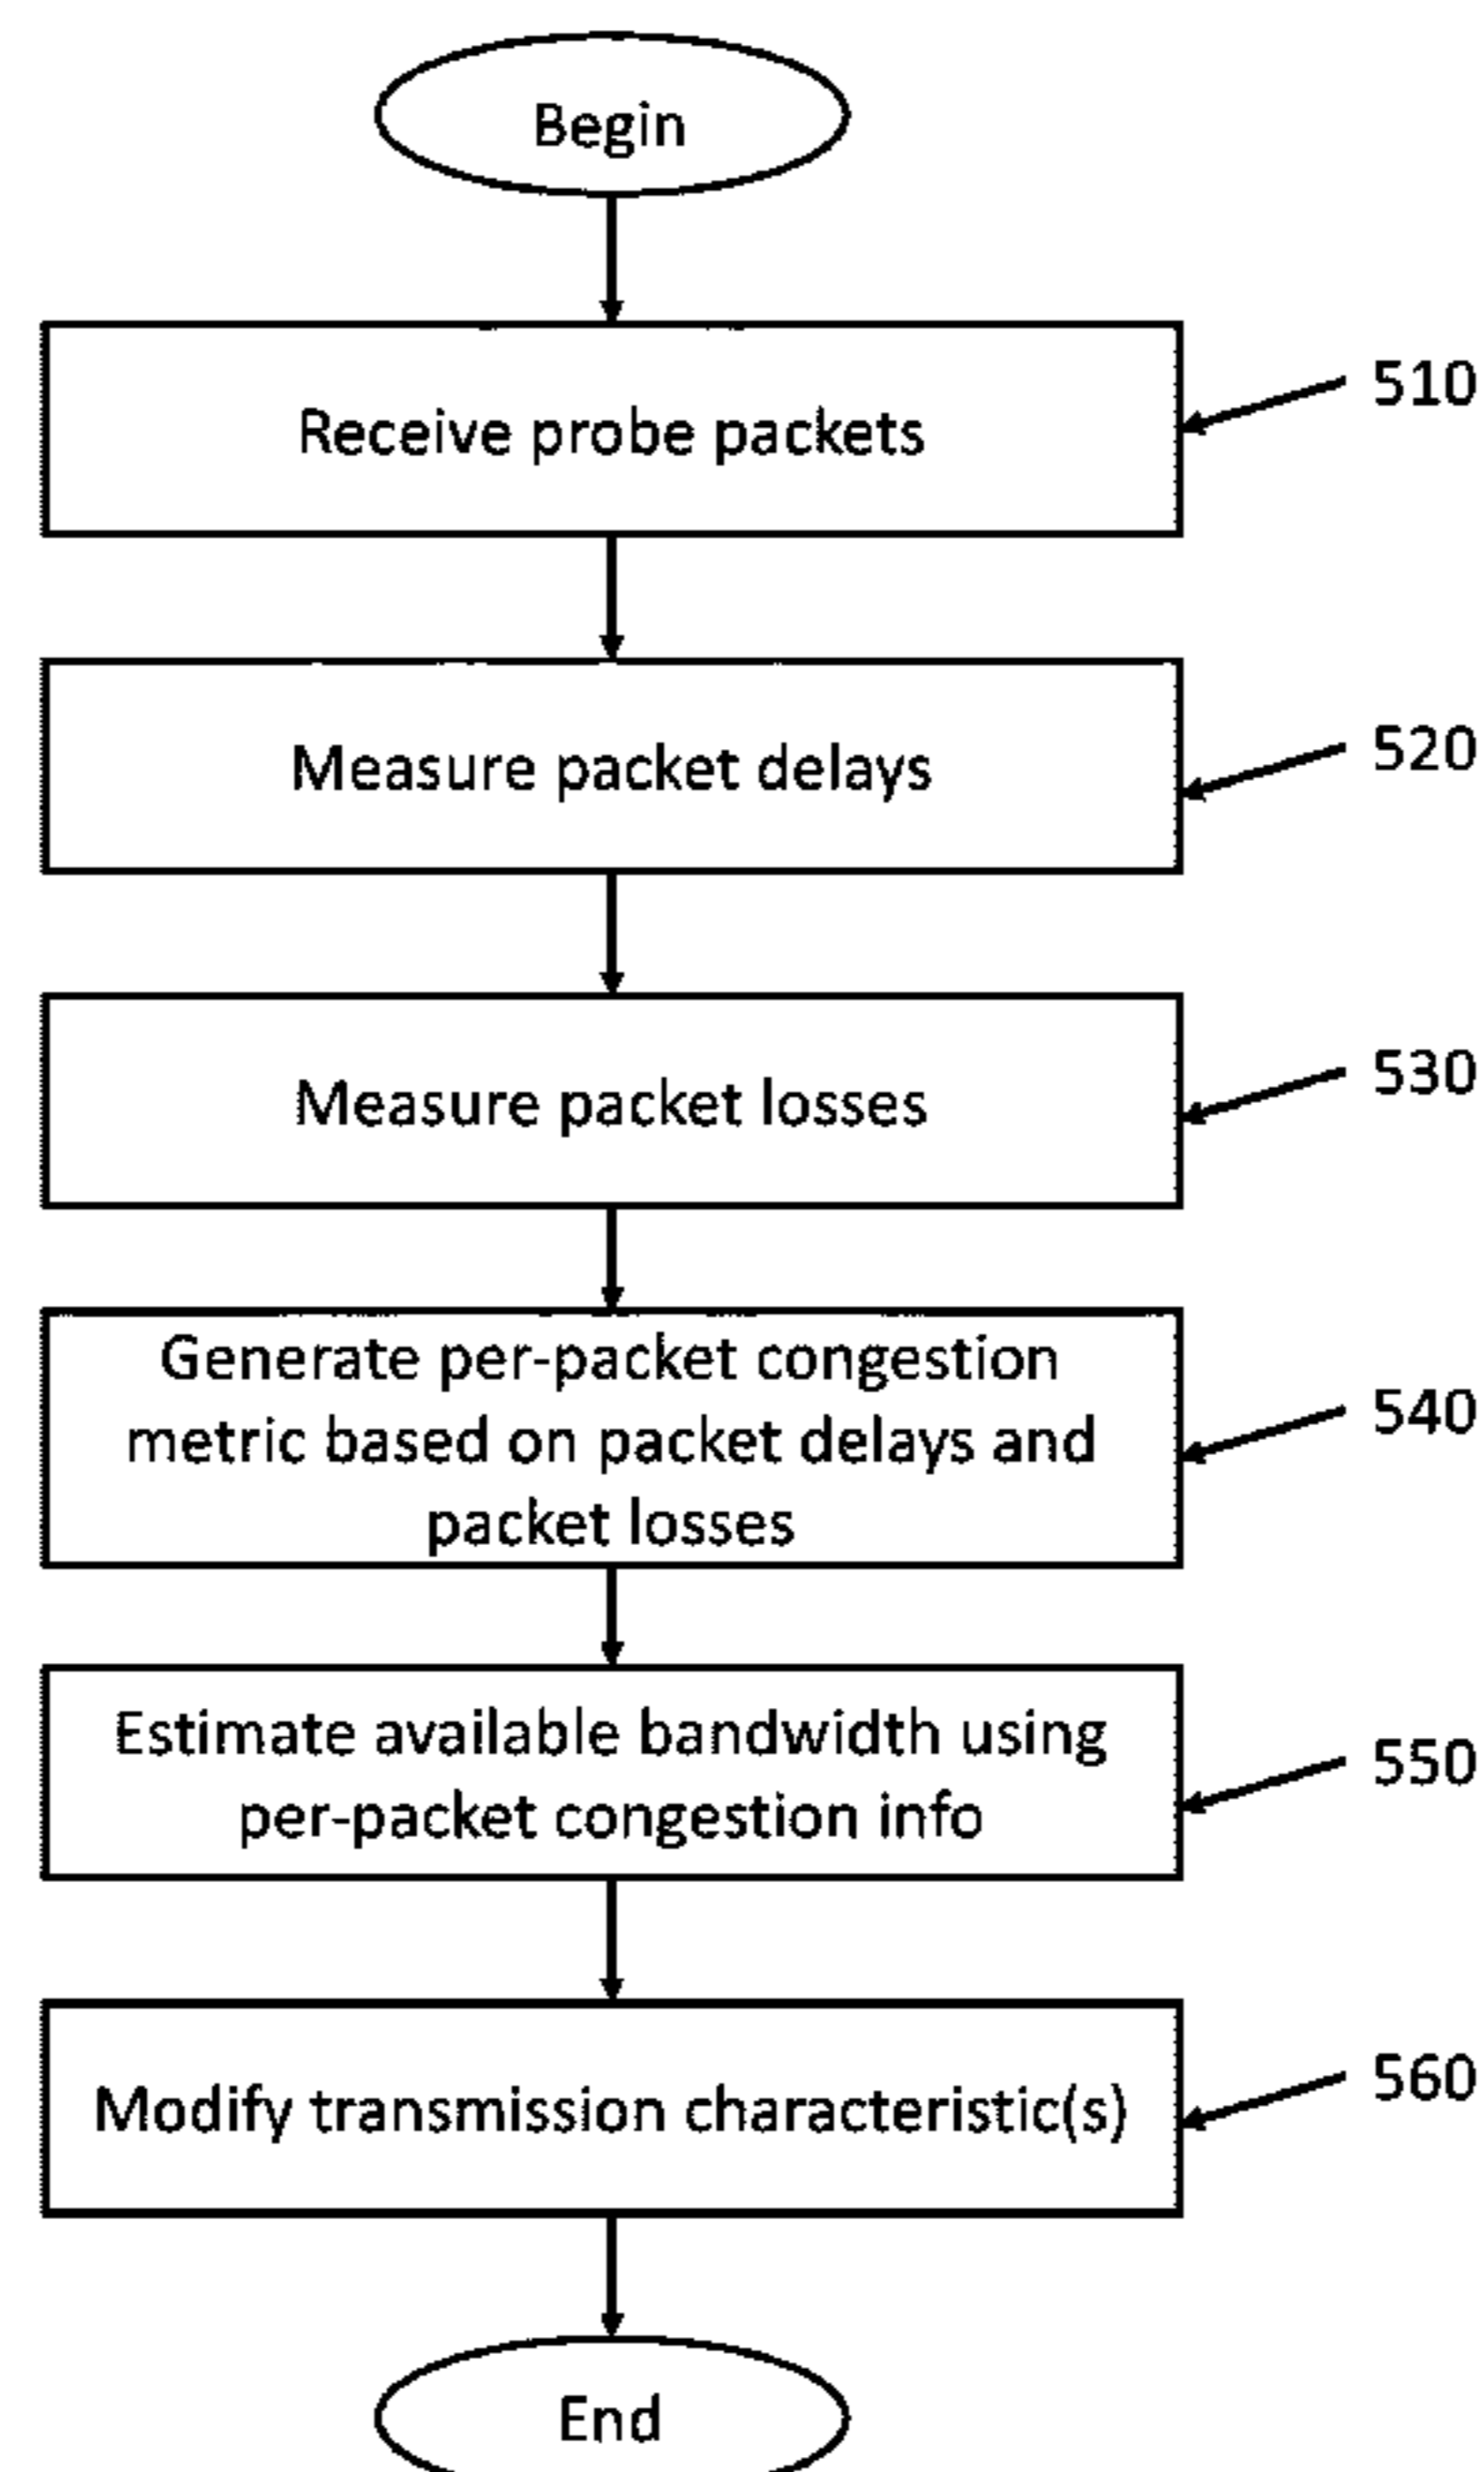 Begin
Receive probe packets
510
Measure packet delays
520
Measure packet losses
530
Generate per-packet congestion
metric based on packet delays and
packet losses
540
Estimate available bandwidth using
per-packet congestion info
550
Modify transmission characteristic(s)
560
End